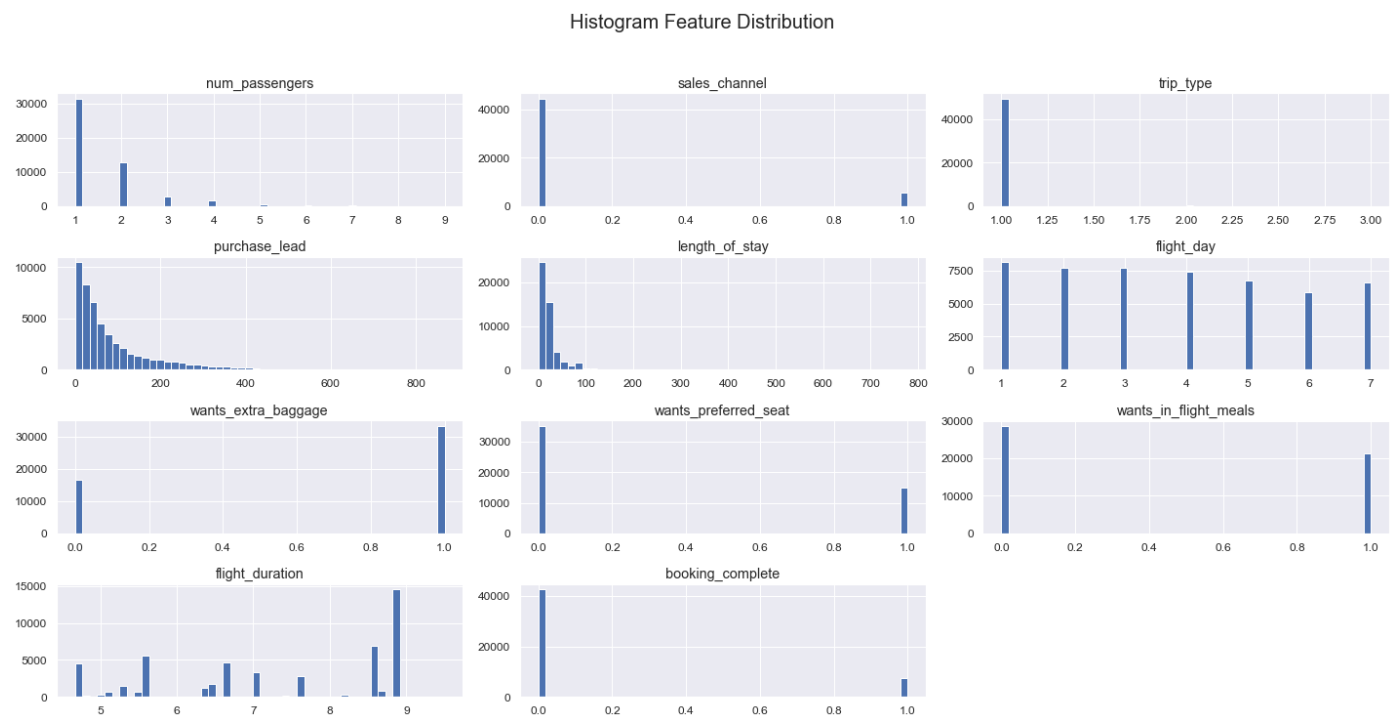 Histogram Feature Distribution
num_passengers
30000
20000
10000
0
1 2 3 4 5 6 7 8 9
sales_channel
40000
20000
0
0.0 0.2 0.4 0.6 0.8 1.0
trip_type
40000
20000
0
1.00 1.25 1.50 1.75 2.00 2.25 2.50 2.75 3.00
purchase_lead
10000
5000
0
0 200 400 600 800
length_of_stay
20000
10000
0
0 100 200 300 400 500 600 700 800
flight_day
7500
5000
2500
0
1 2 3 4 5 6 7
wants_extra_baggage
30000
20000
10000
0
0.0 0.2 0.4 0.6 0.8 1.0
wants_preferred_seat
30000
20000
10000
0
0.0 0.2 0.4 0.6 0.8 1.0
wants_in_flight_meals
30000
20000
10000
0
0.0 0.2 0.4 0.6 0.8 1.0
flight_duration
15000
10000
5000
0
5 6 7 8 9
booking_complete
40000
20000
0
0.0 0.2 0.4 0.6 0.8 1.0